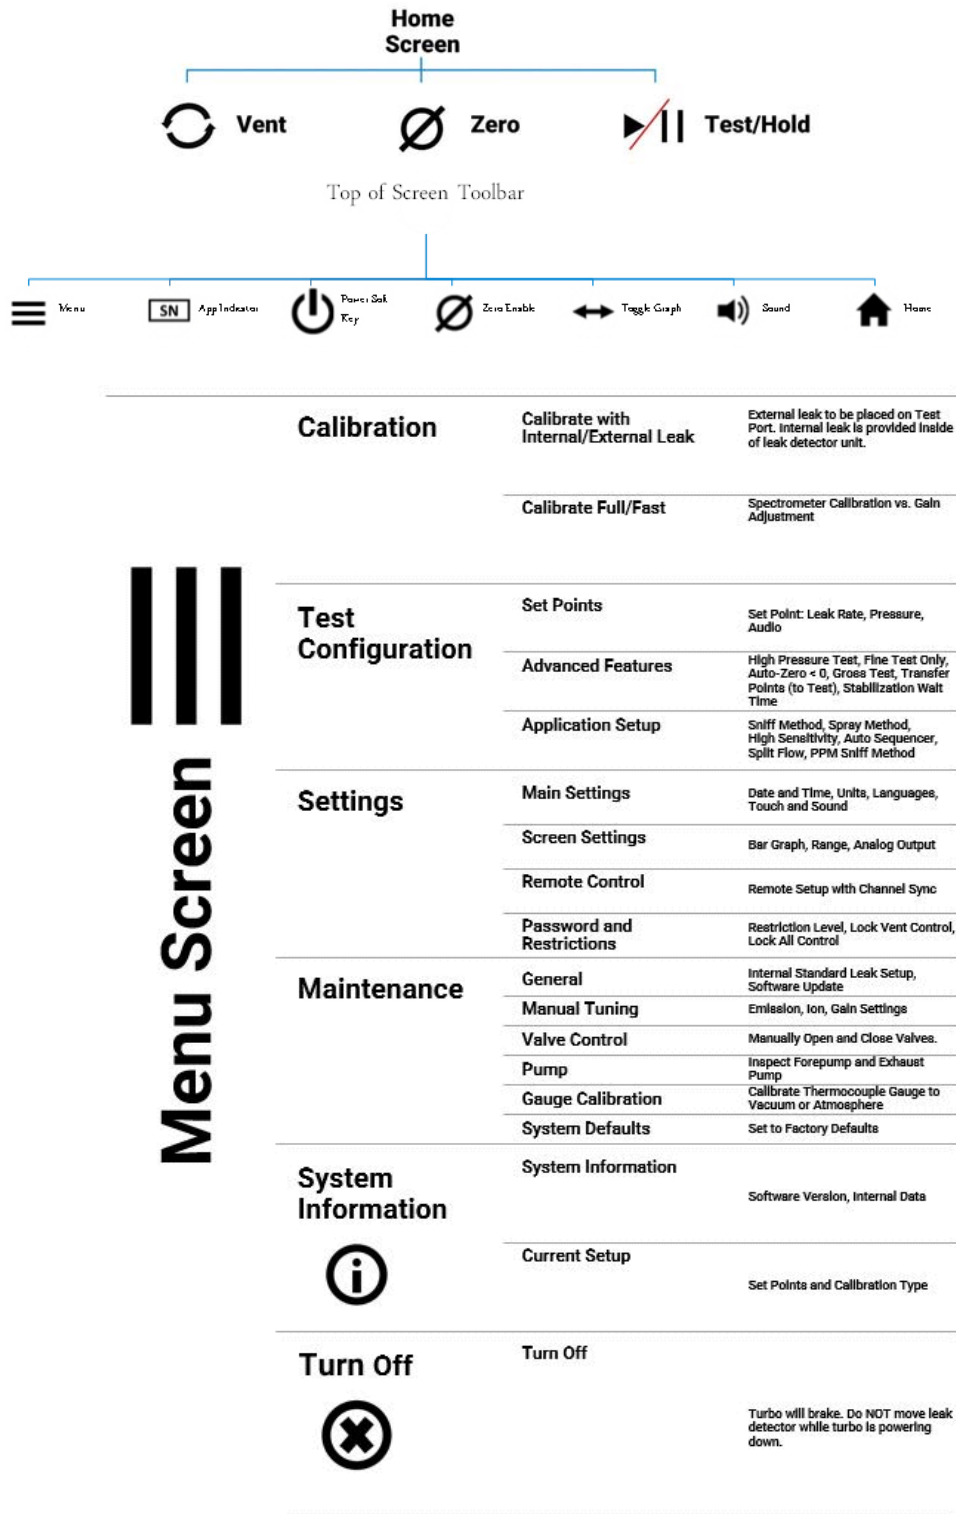 Home
Screen
Vent
Zero
Test/Hold
Top of Screen Toolbar
Menu
SN
App Indicator
Power Soft
Key
Zero Enable
Toggle Graph
Sound
Home
Menu Screen
Calibration
Calibrate with
Internal/External Leak
External leak to be placed on Test
Port. Internal leak is provided inside
of leak detector unit.
Calibrate Full/Fast
Spectrometer Calibration vs. Gain
Adjustment
Test
Configuration
Set Points
Set Point: Leak Rate, Pressure,
Audio
Advanced Features
High Pressure Test, Fine Test Only,
Auto-Zero < 0, Gross Test, Transfer
Points (to Test), Stabilization Wait
Time
Application Setup
Sniff Method, Spray Method,
High Sensitivity, Auto Sequencer,
Split Flow, PPM Sniff Method
Settings
Main Settings
Date and Time, Units, Languages,
Touch and Sound
Screen Settings
Bar Graph, Range, Analog Output
Remote Control
Remote Setup with Channel Sync
Password and
Restrictions
Restriction Level, Lock Vent Control,
Lock All Control
Maintenance
General
Internal Standard Leak Setup,
Software Update
Manual Tuning
Emission, Ion, Gain Settings
Valve Control
Manually Open and Close Valves.
Pump
Inspect Forepump and Exhaust
Pump
Gauge Calibration
Calibrate Thermocouple Gauge to
Vacuum or Atmosphere
System Defaults
Set to Factory Defaults
System
Information
System Information
Software Version, Internal Data
Current Setup
Set Points and Calibration Type
Turn Off
Turn Off
Turbo will brake. Do NOT move leak
detector while turbo is powering
down.